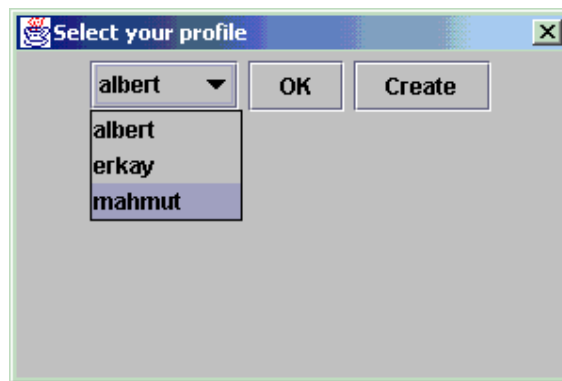 Select your profile
albert OK Create
albert
erkay
mahmut